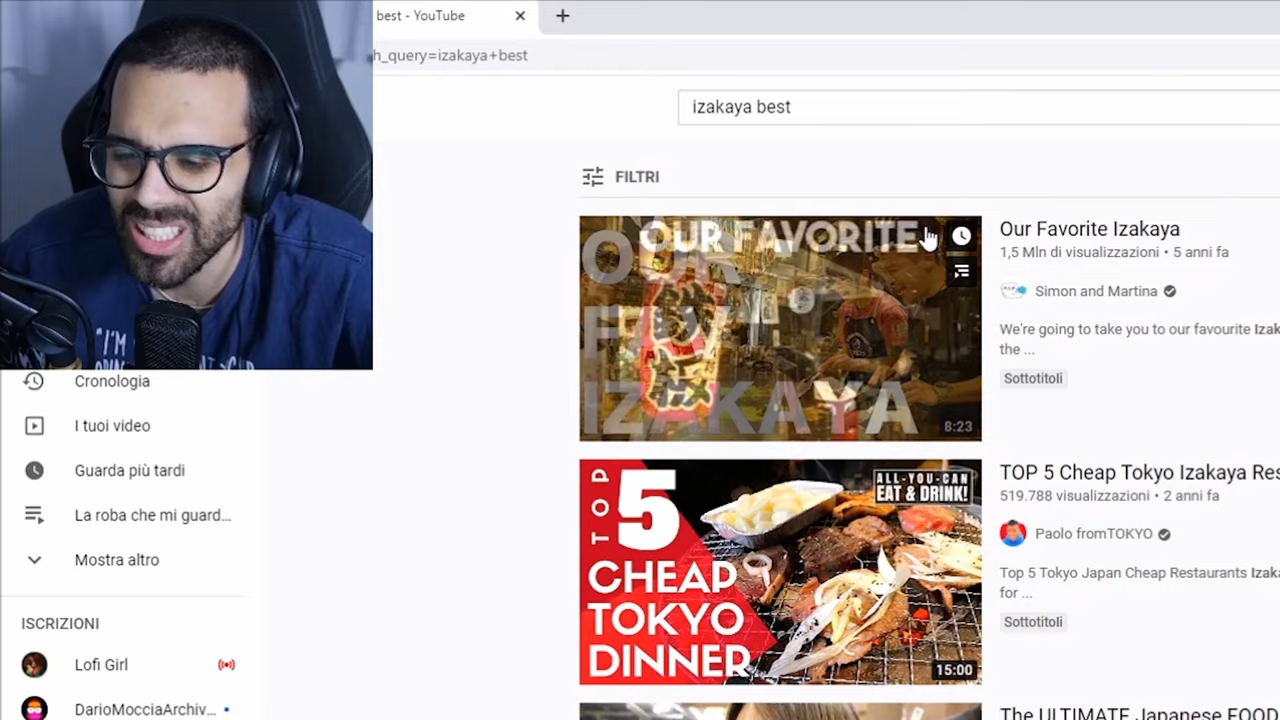 best - YouTube
h_query=izakaya+best
izakaya best
FILTRI
OUR FAVORITE
OUR
IZAKAYA
8:23
Our Favorite Izakaya
1,5 Mln di visualizzazioni • 5 anni fa
Simon and Martina
We're going to take you to our favourite Izak
the ...
Sottotitoli
Cronologia
I tuoi video
Guarda più tardi
La roba che mi guard...
Mostra altro
ISCRIZIONI
Lofi Girl
DarioMocciaArchiv...
TOP
5
CHEAP
TOKYO
DINNER
ALL-YOU-CAN
EAT & DRINK!
15:00
TOP 5 Cheap Tokyo Izakaya Res
519.788 visualizzazioni • 2 anni fa
Paolo fromTOKYO
Top 5 Tokyo Japan Cheap Restaurants Izaka
for ...
Sottotitoli
The ULTIMATE Japanese FOOD
"I'M